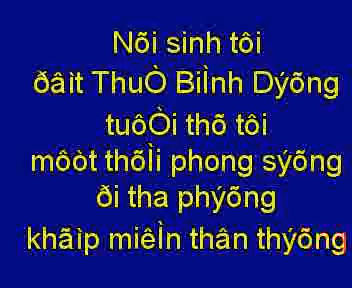 Nõi sinh tôi
ðâìt ThuÒ BiÌnh Dýõng
tuôÒi thõ tôi
môòt thõÌi phong sýõng
ði tha phýõng
khãìp miêÌn thân thýõng